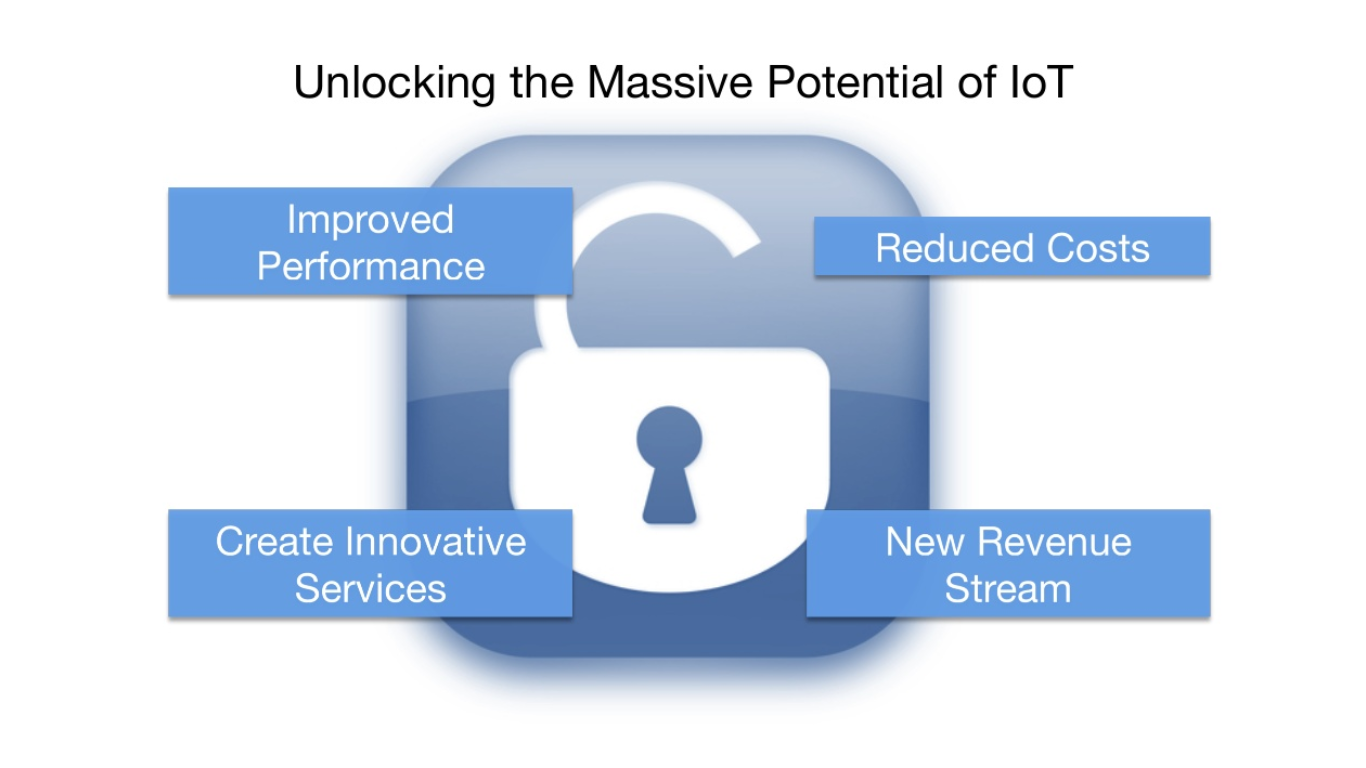 Unlocking the Massive Potential of IoT
Improved
Performance
Reduced Costs
Create Innovative
Services
New Revenue
Stream